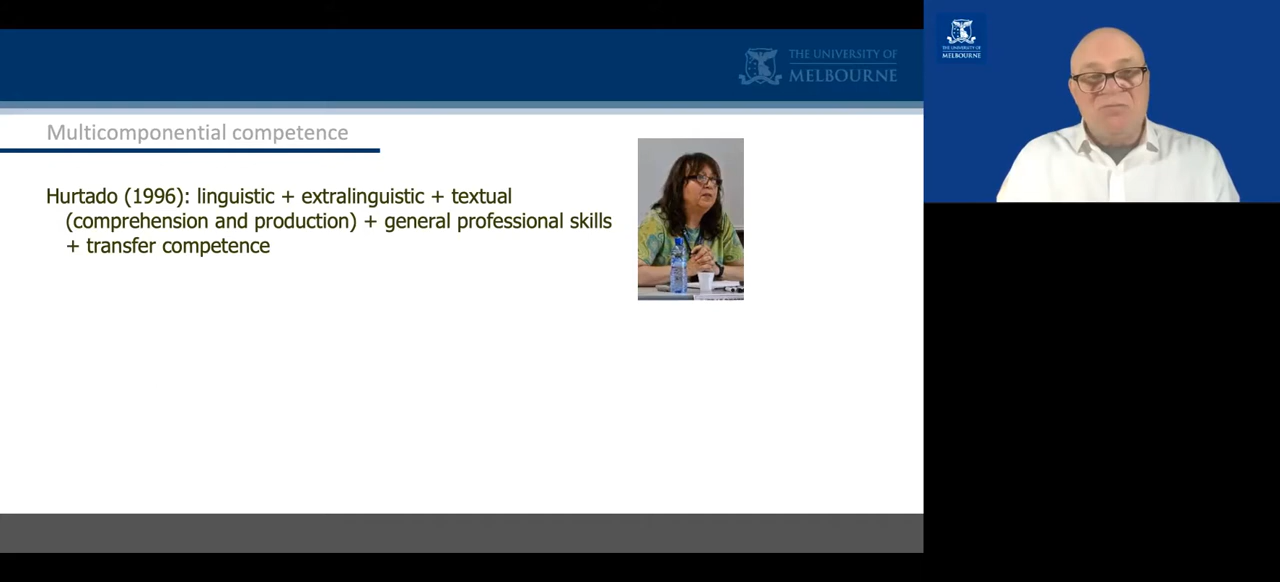 THE UNIVERSITY OF
MELBOURNE
Multicomponential competence
Hurtado (1996): linguistic + extralinguistic + textual
(comprehension and production) + general professional skills
+ transfer competence
THE UNIVERSITY OF
MELBOURNE